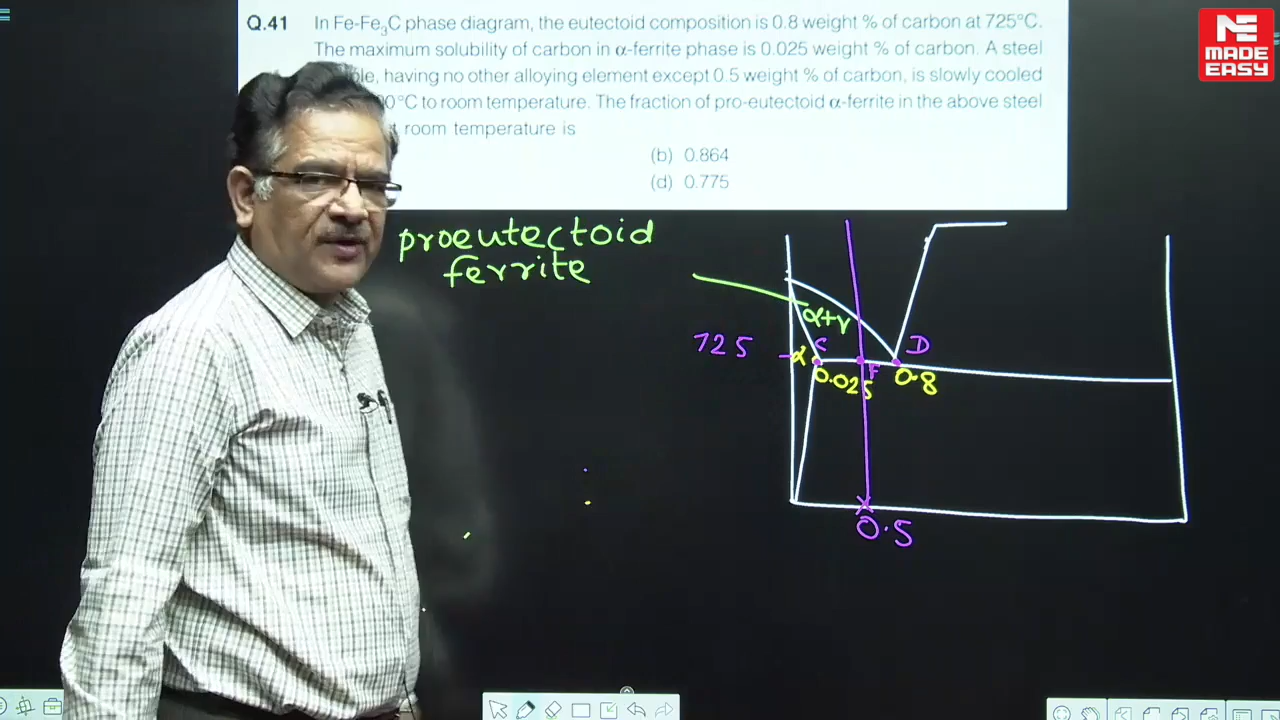 Q.41 In Fe-Fe₃C phase diagram, the eutectoid composition is 0.8 weight % of carbon at 725°C.
The maximum solubility of carbon in α-ferrite phase is 0.025 weight % of carbon. A steel
having no other alloying element except 0.5 weight % of carbon, is slowly cooled
0°C to room temperature. The fraction of pro-eutectoid α-ferrite in the above steel
room temperature is
(b) 0.864
(d) 0.775
ME
MADE
EASY
proeutectoid
ferrite
α+γ
725
α
C
D
F
0.025
0.8
0.5